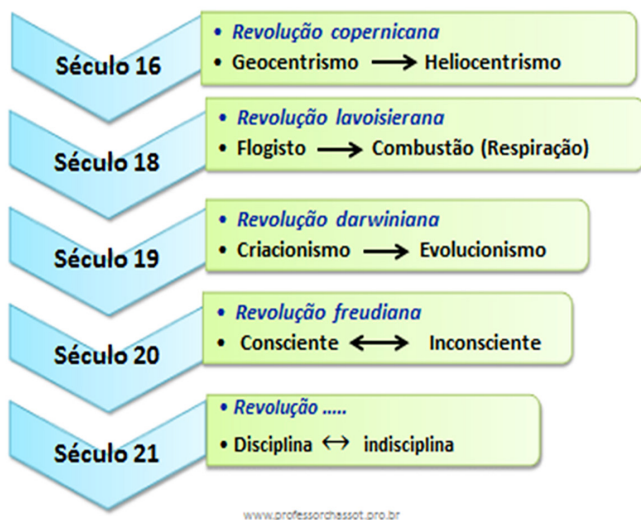 Século 16
• Revolução copernicana
• Geocentrismo → Heliocentrismo
Século 18
• Revolução lavoisierana
• Flogisto → Combustão (Respiração)
Século 19
• Revolução darwiniana
• Criacionismo → Evolucionismo
Século 20
• Revolução freudiana
• Consciente ↔ Inconsciente
Século 21
• Revolução .....
• Disciplina ↔ indisciplina
www.professorchassot.pro.br